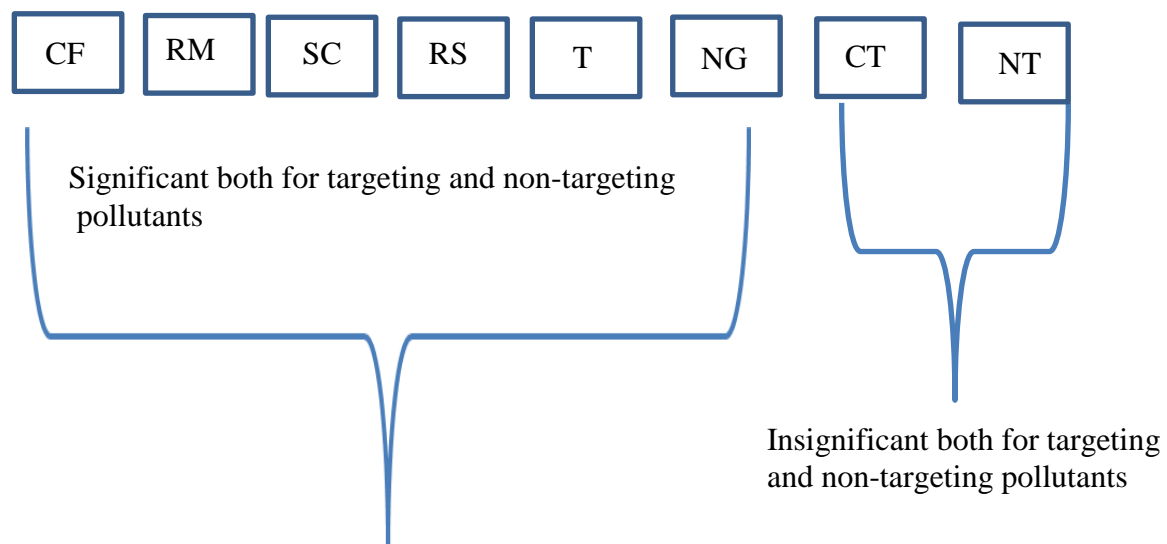 CF RM SC RS T NG CT NT
Significant both for targeting and non-targeting
pollutants
Insignificant both for targeting
and non-targeting pollutants